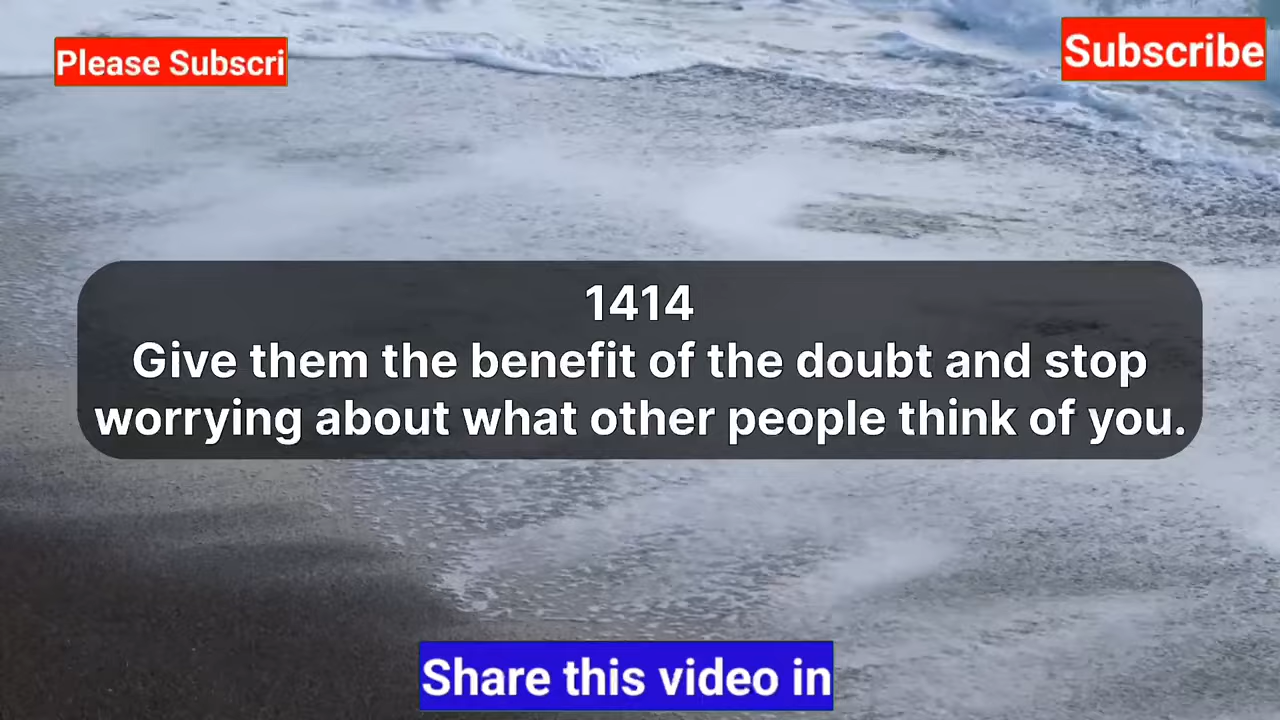 Please Subscri
Subscribe
1414
Give them the benefit of the doubt and stop
worrying about what other people think of you.
Share this video in